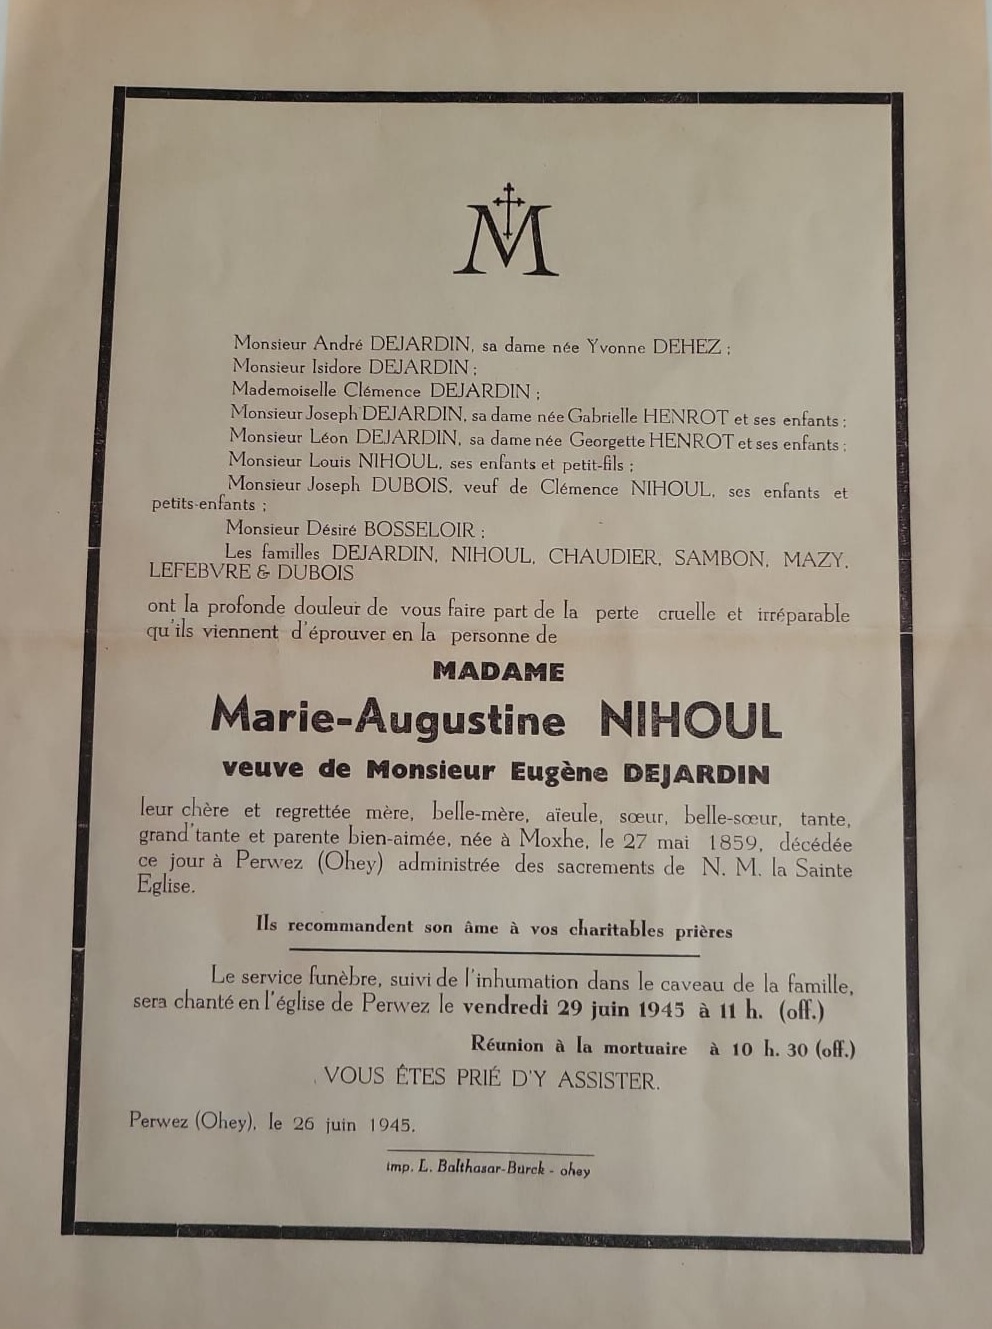 M
Monsieur André DEJARDIN, sa dame née Yvonne DEHEZ ;
Monsieur Isidore DEJARDIN ;
Mademoiselle Clémence DEJARDIN ;
Monsieur Joseph DEJARDIN, sa dame née Gabrielle HENROT et ses enfants ;
Monsieur Léon DEJARDIN, sa dame née Georgette HENROT et ses enfants ;
Monsieur Louis NIHOUL, ses enfants et petit-fils ;
Monsieur Joseph DUBOIS, veuf de Clémence NIHOUL, ses enfants et
petits-enfants ;
Monsieur Désiré BOSSELOIR ;
Les familles DEJARDIN, NIHOUL, CHAUDIER, SAMBON, MAZY,
LEFEBVRE & DUBOIS
ont la profonde douleur de vous faire part de la perte cruelle et irréparable
qu'ils viennent d'éprouver en la personne de
MADAME
Marie-Augustine NIHOUL
veuve de Monsieur Eugène DEJARDIN
leur chère et regrettée mère, belle-mère, aïeule, sœur, belle-sœur, tante,
grand'tante et parente bien-aimée, née à Moxhe, le 27 mai 1859, décédée
ce jour à Perwez (Ohey) administrée des sacrements de N. M. la Sainte
Eglise.
Ils recommandent son âme à vos charitables prières
Le service funèbre, suivi de l'inhumation dans le caveau de la famille,
sera chanté en l'église de Perwez le vendredi 29 juin 1945 à 11 h. (off.)
Réunion à la mortuaire à 10 h. 30 (off.)
VOUS ÊTES PRIÉ D'Y ASSISTER.
Perwez (Ohey), le 26 juin 1945.
imp. L. Balthasar-Burck - ohey